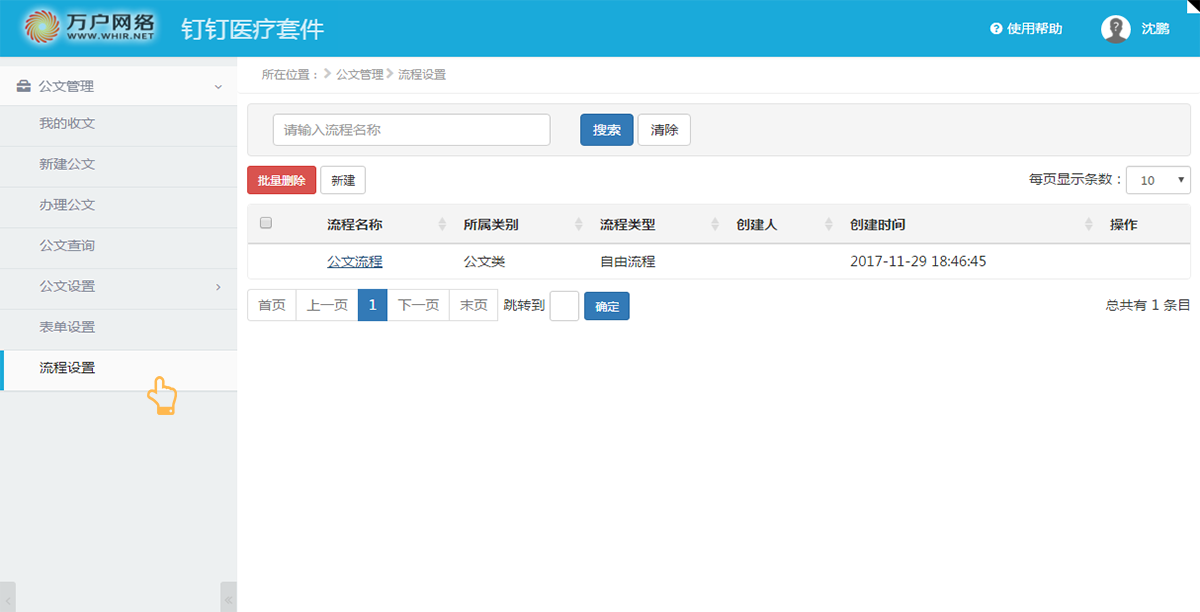 万户网络
WWW.WHIR.NET
钉钉医疗套件
使用帮助
沈鹏
公文管理
我的收文
新建公文
办理公文
公文查询
公文设置
表单设置
流程设置
所在位置： 公文管理 流程设置
请输入流程名称
搜索 清除
批量删除 新建
每页显示条数： 10
流程名称 所属类别 流程类型 创建人 创建时间 操作
公文流程 公文类 自由流程 2017-11-29 18:46:45
首页 上一页 1 下一页 末页 跳转到 确定
总共有 1 条目